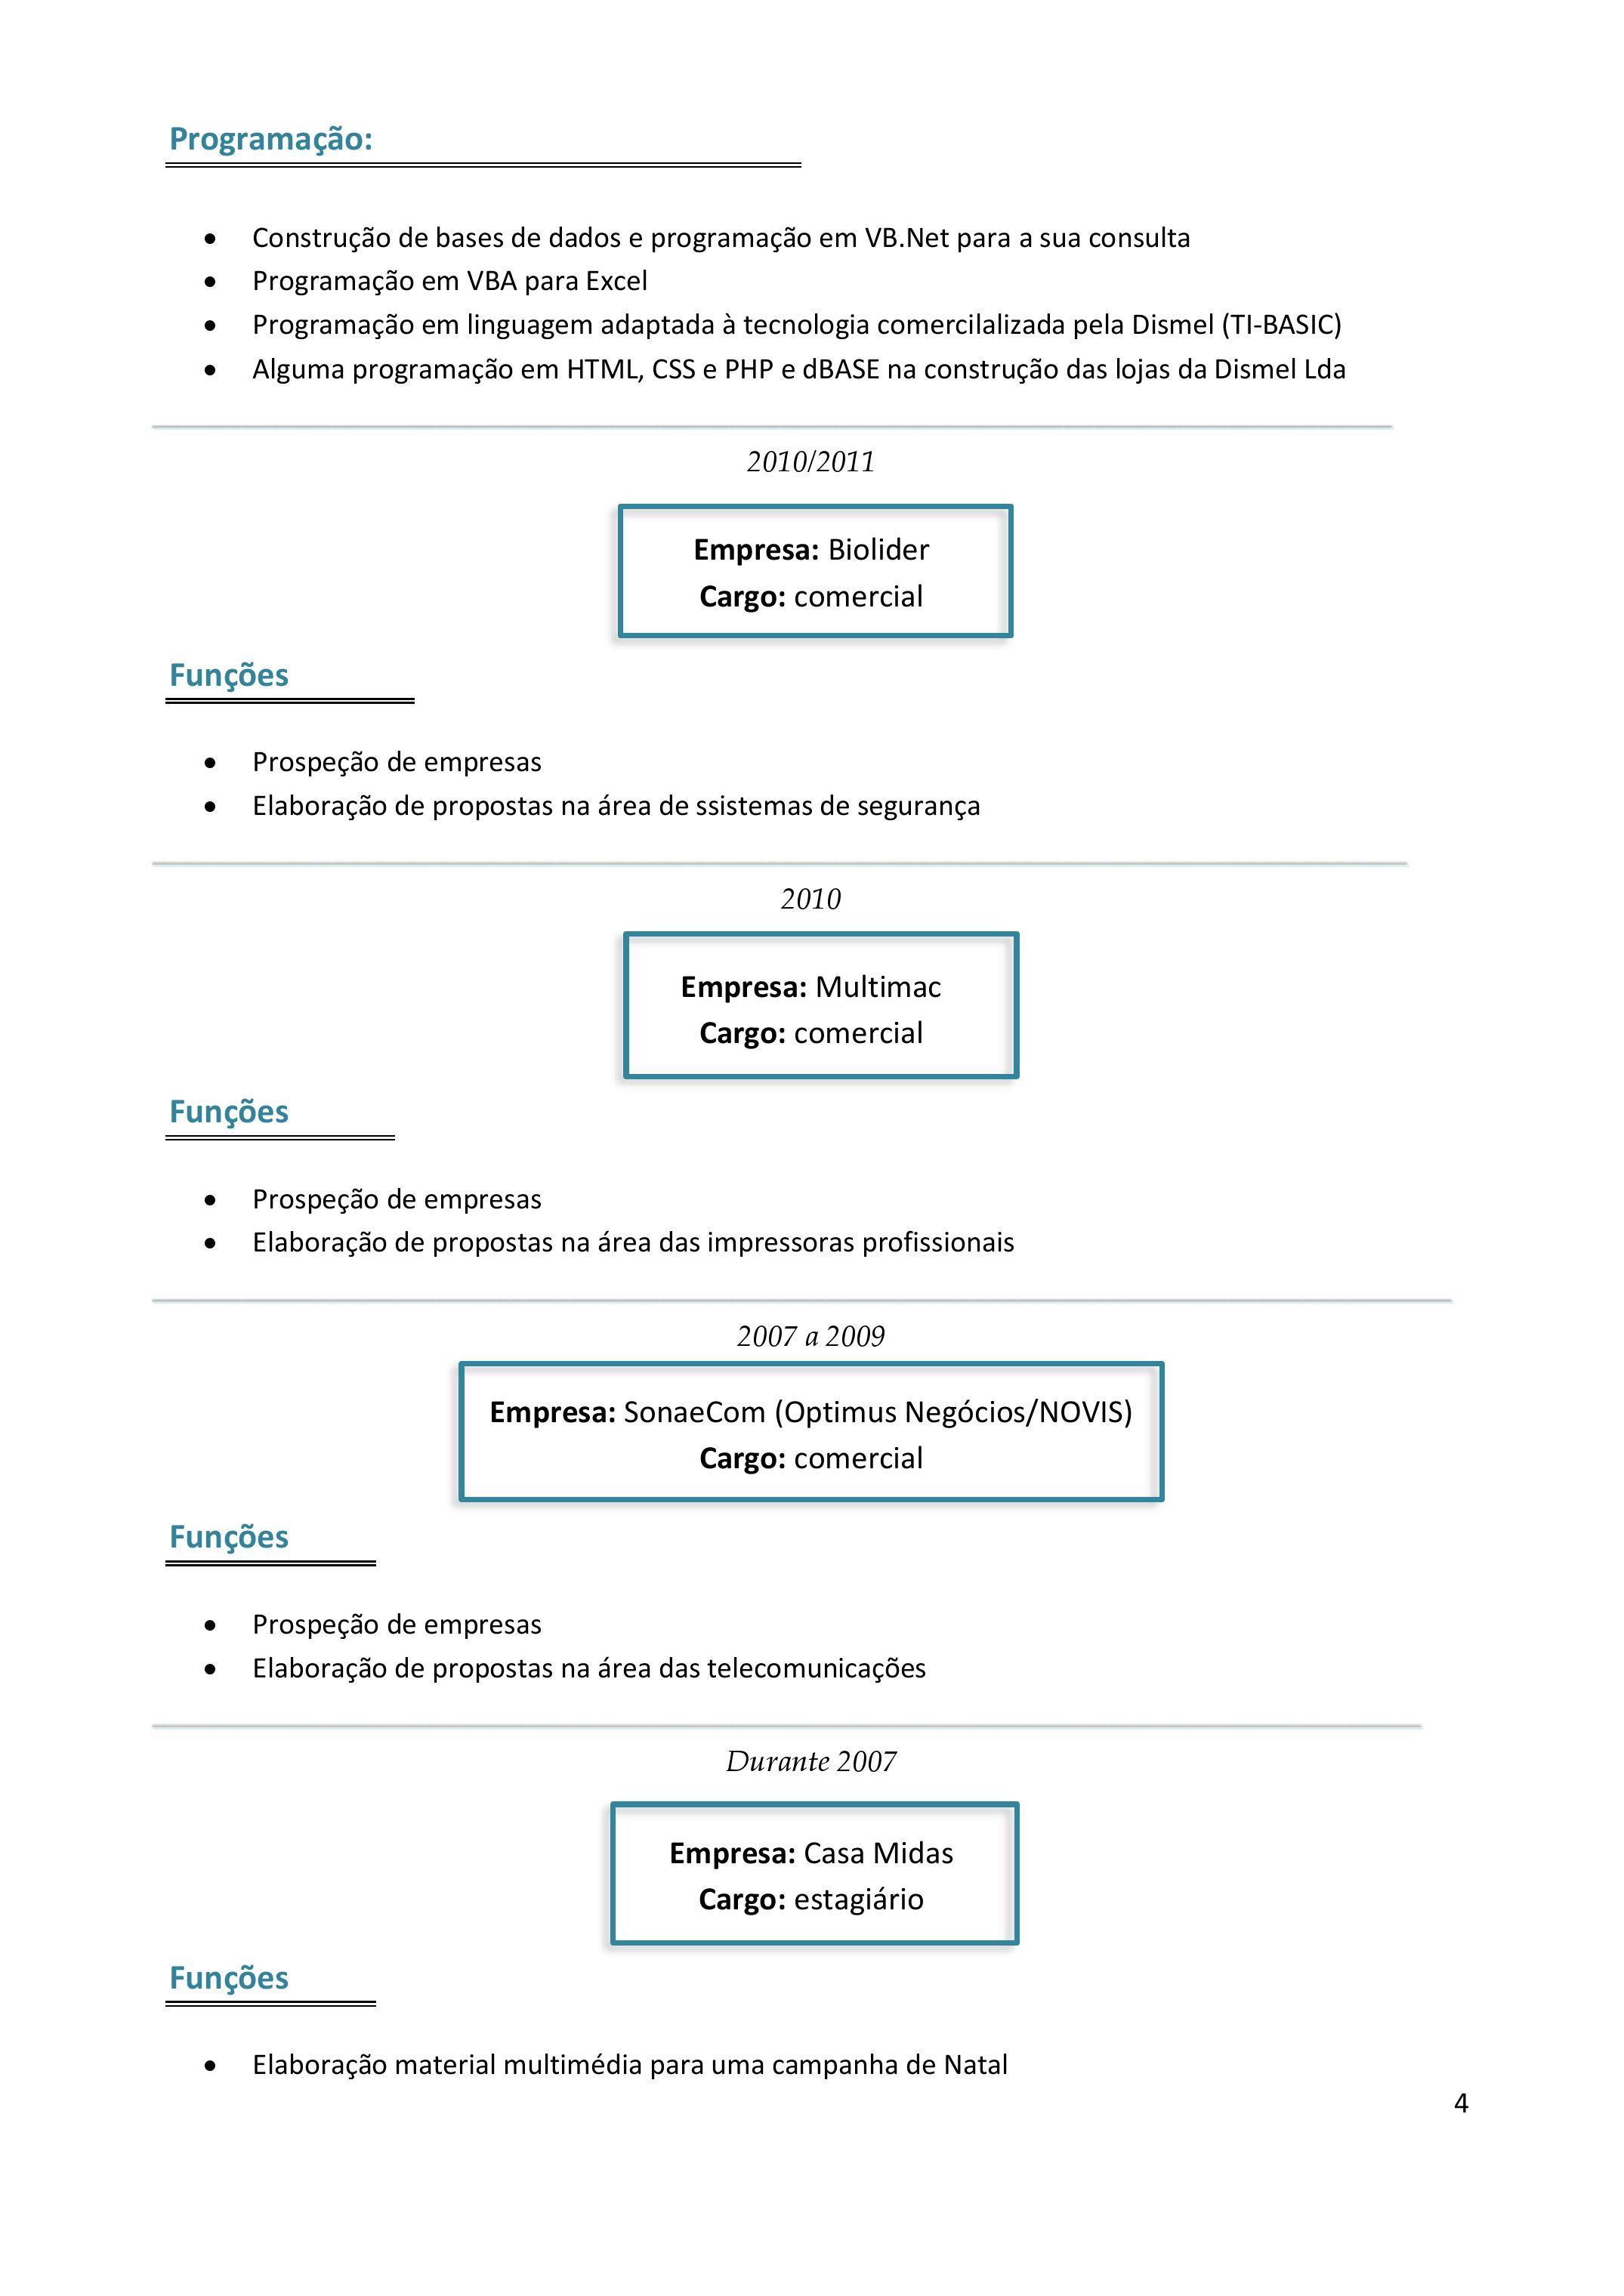 Programação:
• Construção de bases de dados e programação em VB.Net para a sua consulta
• Programação em VBA para Excel
• Programação em linguagem adaptada à tecnologia comercilalizada pela Dismel (TI-BASIC)
• Alguma programação em HTML, CSS e PHP e dBASE na construção das lojas da Dismel Lda
2010/2011
Empresa: Biolider
Cargo: comercial
Funções
• Prospeção de empresas
• Elaboração de propostas na área de ssistemas de segurança
2010
Empresa: Multimac
Cargo: comercial
Funções
• Prospeção de empresas
• Elaboração de propostas na área das impressoras profissionais
2007 a 2009
Empresa: SonaeCom (Optimus Negócios/NOVIS)
Cargo: comercial
Funções
• Prospeção de empresas
• Elaboração de propostas na área das telecomunicações
Durante 2007
Empresa: Casa Midas
Cargo: estagiário
Funções
• Elaboração material multimédia para uma campanha de Natal
4